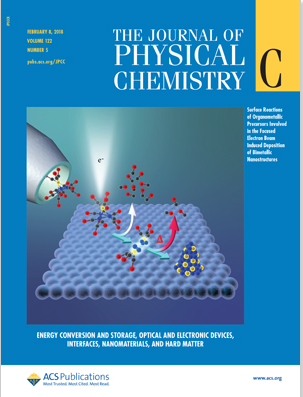 FEBRUARY 8, 2018
VOLUME 122
NUMBER 5
pubs.acs.org/JPCC
THE JOURNAL OF
PHYSICAL
CHEMISTRY
C
Surface Reactions
of Organometallic
Precursors Involved
in the Focused
Electron Beam
Induced Deposition
of Bimetallic
Nanostructures
e⁻
Δ
ENERGY CONVERSION AND STORAGE, OPTICAL AND ELECTRONIC DEVICES,
INTERFACES, NANOMATERIALS, AND HARD MATTER
ACS Publications
Most Trusted. Most Cited. Most Read.
www.acs.org